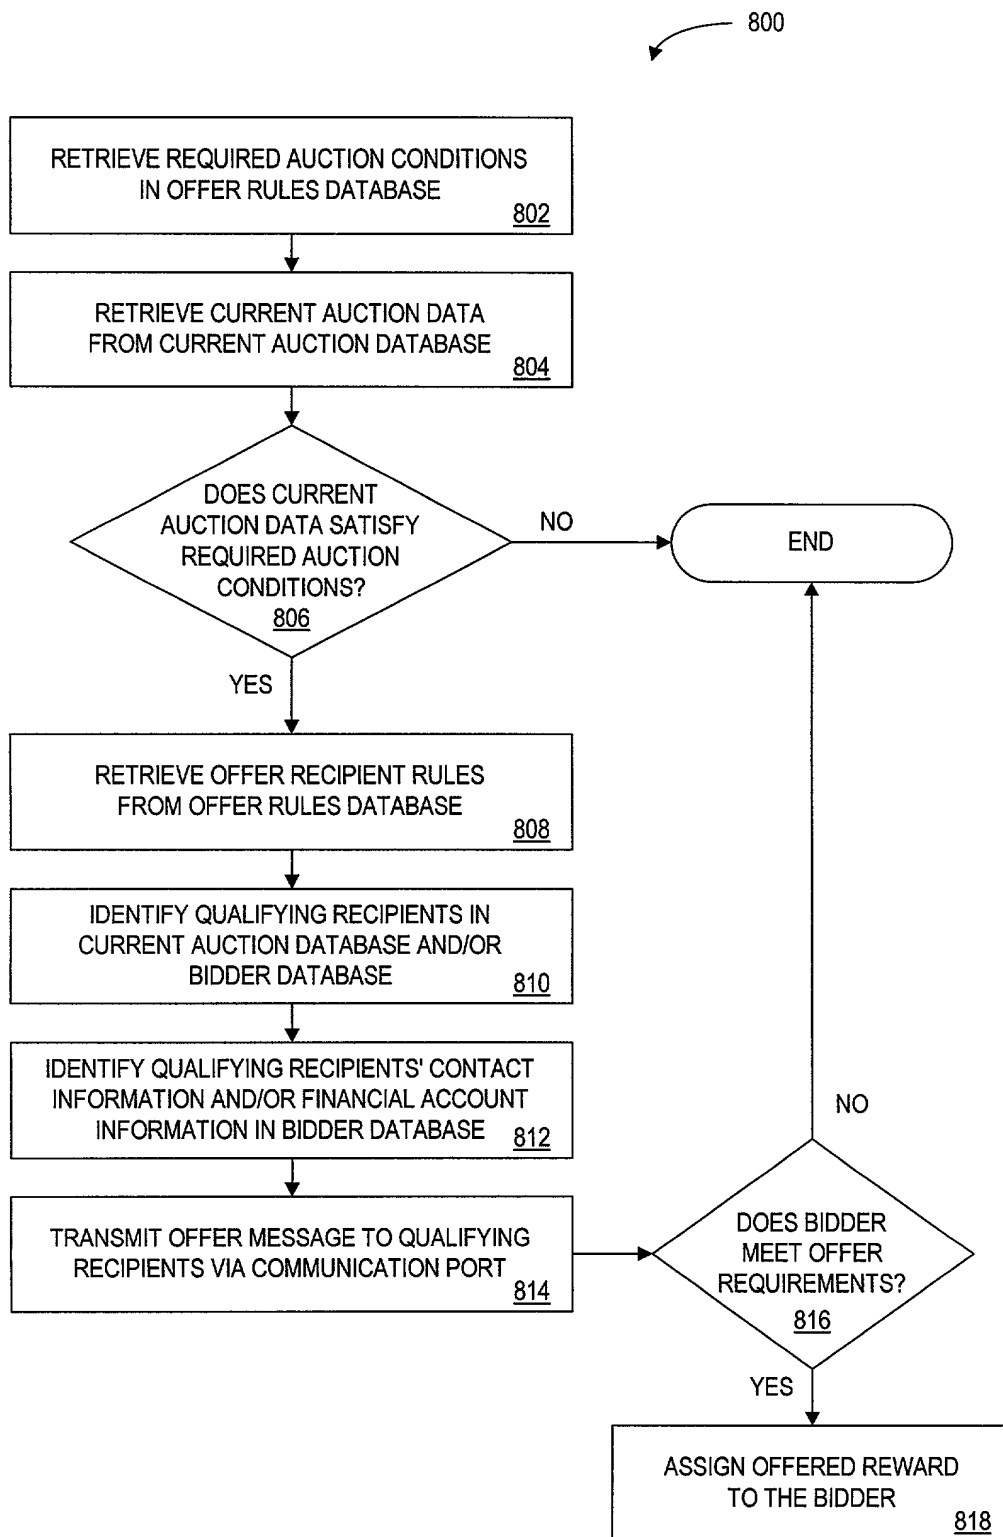 800
RETRIEVE REQUIRED AUCTION CONDITIONS
IN OFFER RULES DATABASE
802
RETRIEVE CURRENT AUCTION DATA
FROM CURRENT AUCTION DATABASE
804
DOES CURRENT
AUCTION DATA SATISFY
REQUIRED AUCTION
CONDITIONS?
806
NO
END
YES
RETRIEVE OFFER RECIPIENT RULES
FROM OFFER RULES DATABASE
808
IDENTIFY QUALIFYING RECIPIENTS IN
CURRENT AUCTION DATABASE AND/OR
BIDDER DATABASE
810
IDENTIFY QUALIFYING RECIPIENTS' CONTACT
INFORMATION AND/OR FINANCIAL ACCOUNT
INFORMATION IN BIDDER DATABASE
812
TRANSMIT OFFER MESSAGE TO QUALIFYING
RECIPIENTS VIA COMMUNICATION PORT
814
NO
DOES BIDDER
MEET OFFER
REQUIREMENTS?
816
YES
ASSIGN OFFERED REWARD
TO THE BIDDER
818